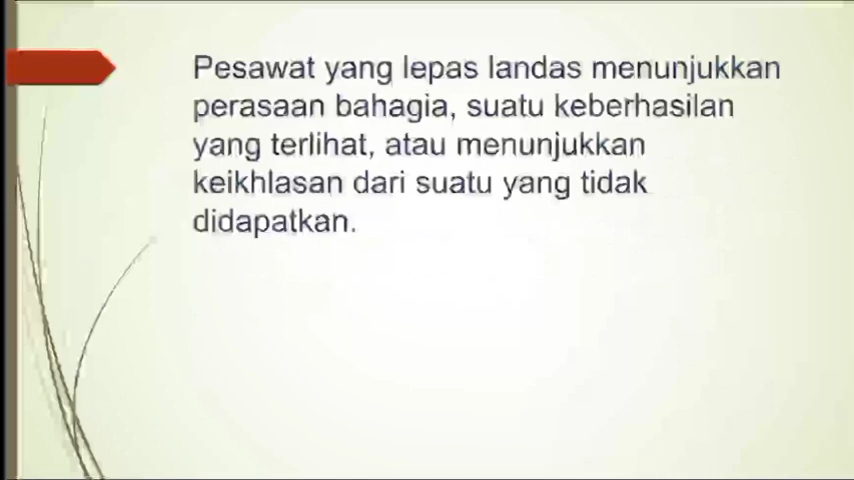 Pesawat yang lepas landas menunjukkan
perasaan bahagia, suatu keberhasilan
yang terlihat, atau menunjukkan
keikhlasan dari suatu yang tidak
didapatkan.